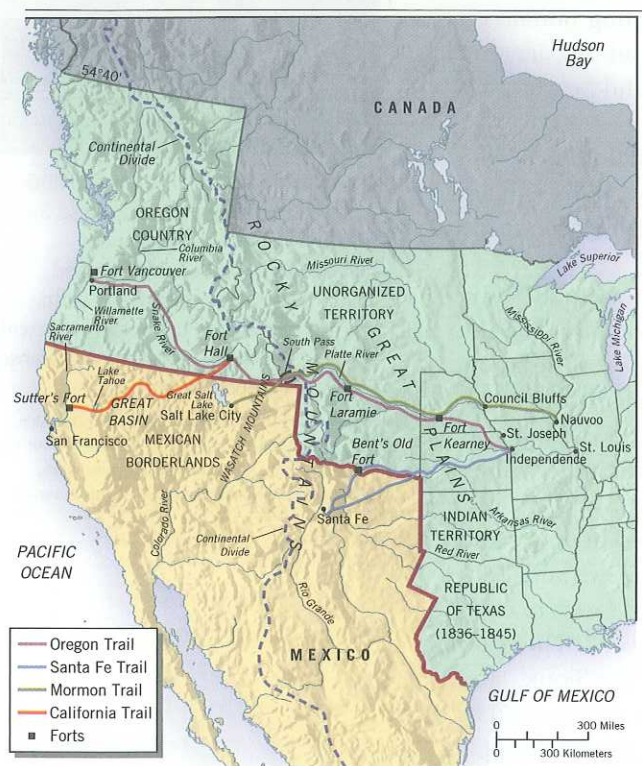 Hudson
Bay
54°40'
CANADA
Continental
Divide
OREGON
COUNTRY
Columbia
River
ROCKY MOUNTAINS
Missouri River
Lake Superior
Fort Vancouver
Portland
Willamette
River
Snake River
UNORGANIZED
TERRITORY
GREAT PLAINS
Mississippi River
Lake Michigan
Sacramento
River
Fort
Hall
South Pass
Platte River
Lake
Tahoe
Sutter's Fort
GREAT
BASIN
Great Salt
Lake
Salt Lake City
WASATCH MOUNTAINS
Fort
Laramie
Council Bluffs
Nauvoo
San Francisco
MEXICAN
BORDERLANDS
Bent's Old
Fort
Fort
Kearney
St. Joseph
Independence
St. Louis
Colorado River
Continental
Divide
Santa Fe
Arkansas River
INDIAN
TERRITORY
Red River
PACIFIC
OCEAN
Rio Grande
REPUBLIC
OF TEXAS
(1836–1845)
MEXICO
GULF OF MEXICO
Oregon Trail
Santa Fe Trail
Mormon Trail
California Trail
Forts
0 300 Miles
0 300 Kilometers